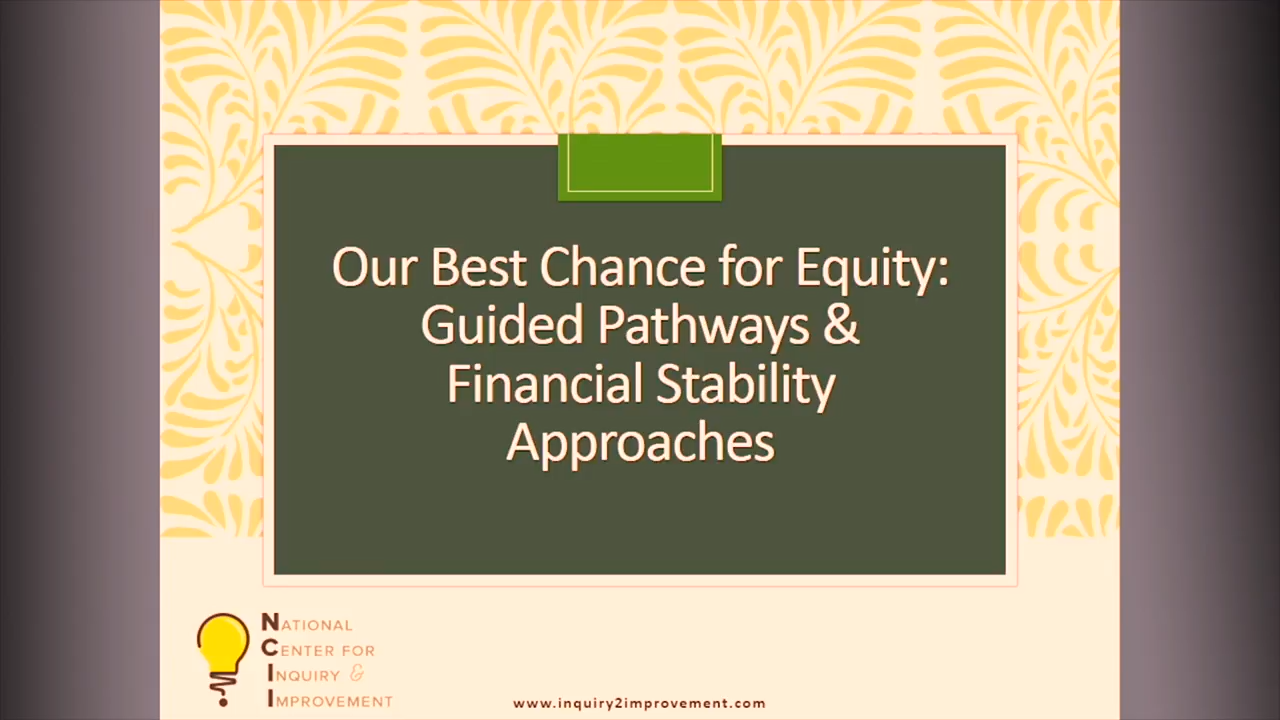 Our Best Chance for Equity:
Guided Pathways &
Financial Stability
Approaches
NATIONAL
CENTER FOR
INQUIRY &
IMPROVEMENT
www.inquiry2improvement.com